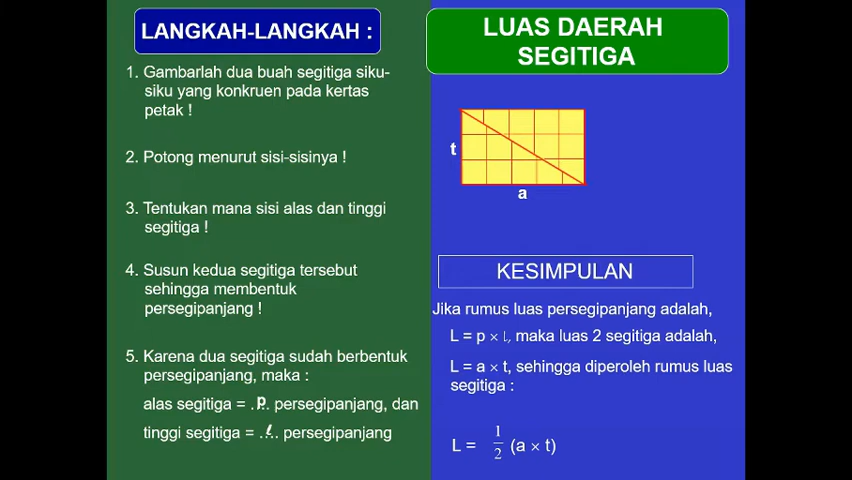 LANGKAH-LANGKAH :
1. Gambarlah dua buah segitiga siku-
siku yang konkruen pada kertas
petak !
2. Potong menurut sisi-sisinya !
3. Tentukan mana sisi alas dan tinggi
segitiga !
4. Susun kedua segitiga tersebut
sehingga membentuk
persegipanjang !
5. Karena dua segitiga sudah berbentuk
persegipanjang, maka :
alas segitiga = .p.. persegipanjang, dan
tinggi segitiga = .ℓ.. persegipanjang
LUAS DAERAH
SEGITIGA
t
a
KESIMPULAN
Jika rumus luas persegipanjang adalah,
L = p × l, maka luas 2 segitiga adalah,
L = a × t, sehingga diperoleh rumus luas
segitiga :
L = 1/2 (a × t)